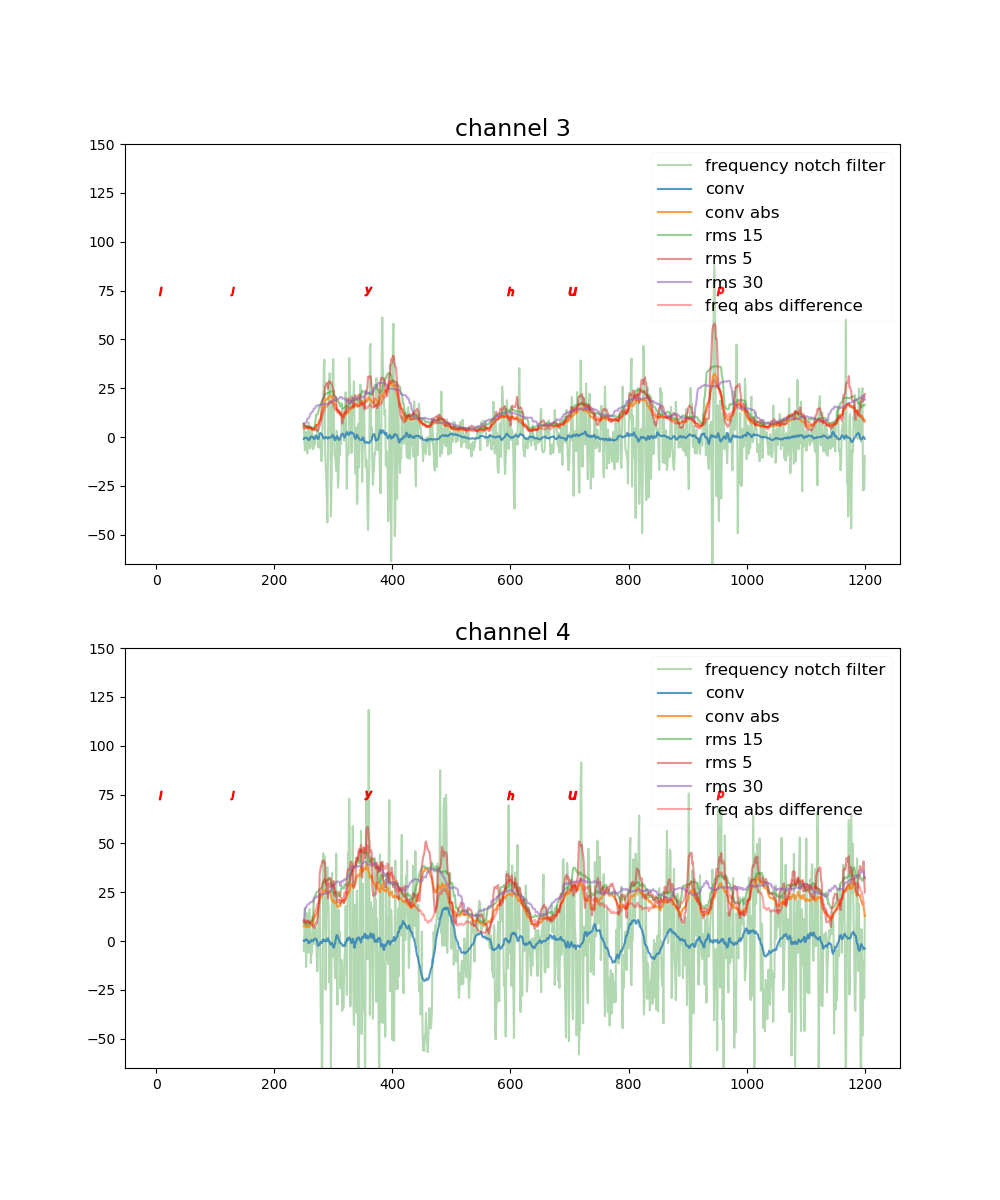 channel 3
150
125
100
75
50
25
0
−25
−50
frequency notch filter
conv
conv abs
rms 15
rms 5
rms 30
freq abs difference
l j y h u p
0 200 400 600 800 1000 1200
channel 4
150
125
100
75
50
25
0
−25
−50
frequency notch filter
conv
conv abs
rms 15
rms 5
rms 30
freq abs difference
l j y h u p
0 200 400 600 800 1000 1200